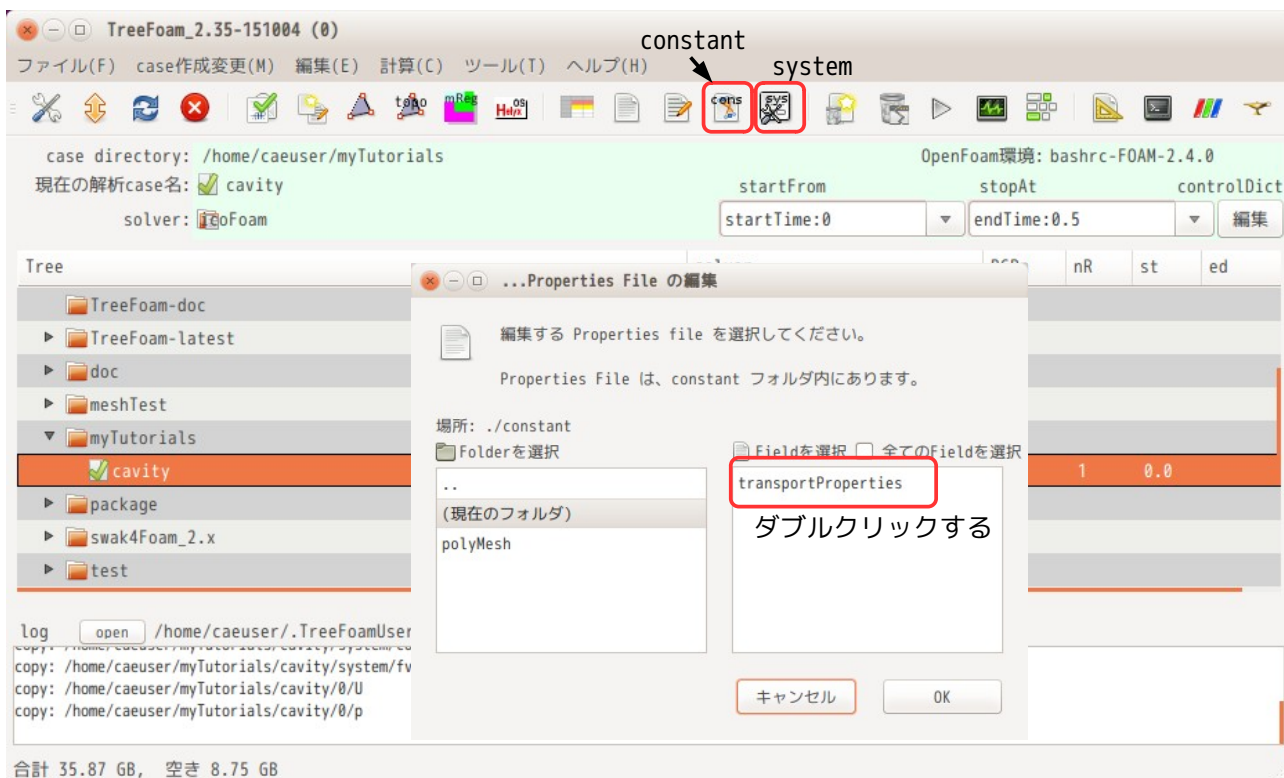 TreeFoam_2.35-151004 (0)
constant
ファイル(F) case作成変更(M) 編集(E) 計算(C) ツール(T) ヘルプ(H)
system
topo mReg Helyx OS cons sys
case directory: /home/caeuser/myTutorials
OpenFoam環境: bashrc-FOAM-2.4.0
現在の解析case名: cavity
startFrom stopAt controlDict
solver: icoFoam
startTime:0 endTime:0.5 編集
Tree nR st ed
...Properties File の編集
TreeFoam-doc
TreeFoam-latest
編集する Properties file を選択してください。
doc
Properties File は、constant フォルダ内にあります。
meshTest
場所: ./constant
myTutorials
Folderを選択 Fieldを選択 全てのFieldを選択
cavity 1 0.0
.. transportProperties
package
(現在のフォルダ)
ダブルクリックする
swak4Foam_2.x
polyMesh
test
log open /home/caeuser/.TreeFoamUser
copy: /home/caeuser/myTutorials/cavity/system/fv
copy: /home/caeuser/myTutorials/cavity/0/U
copy: /home/caeuser/myTutorials/cavity/0/p
キャンセル OK
合計 35.87 GB, 空き 8.75 GB